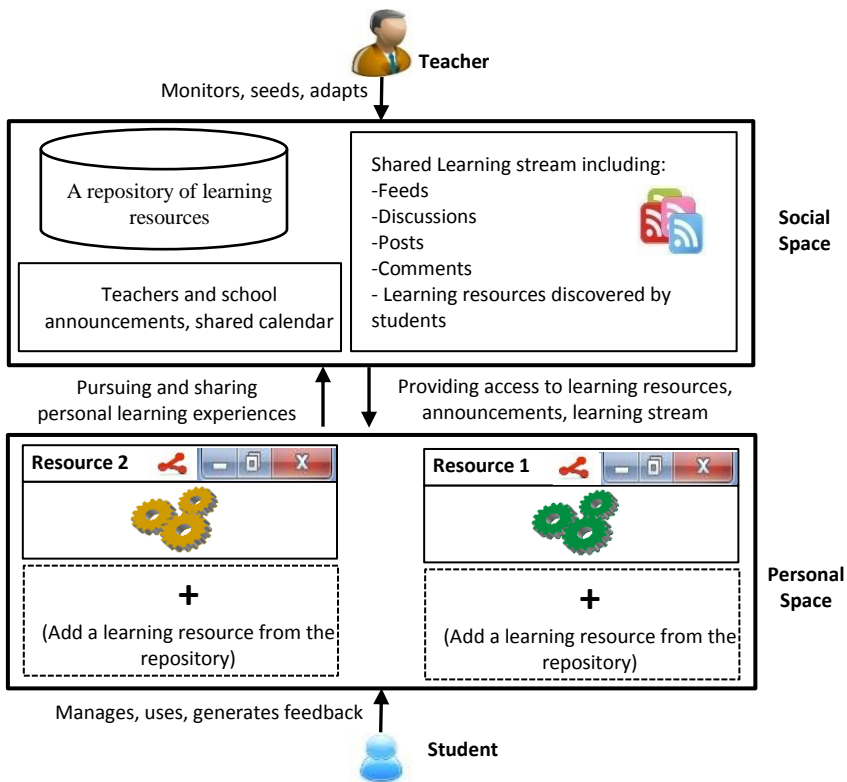 Teacher
Monitors, seeds, adapts
A repository of learning
resources
Teachers and school
announcements, shared calendar
Shared Learning stream including:
-Feeds
-Discussions
-Posts
-Comments
- Learning resources discovered by
students
Social
Space
Pursuing and sharing
personal learning experiences
Providing access to learning resources,
announcements, learning stream
Resource 2
+
(Add a learning resource from the
repository)
Resource 1
+
(Add a learning resource from the
repository)
Personal
Space
Manages, uses, generates feedback
Student